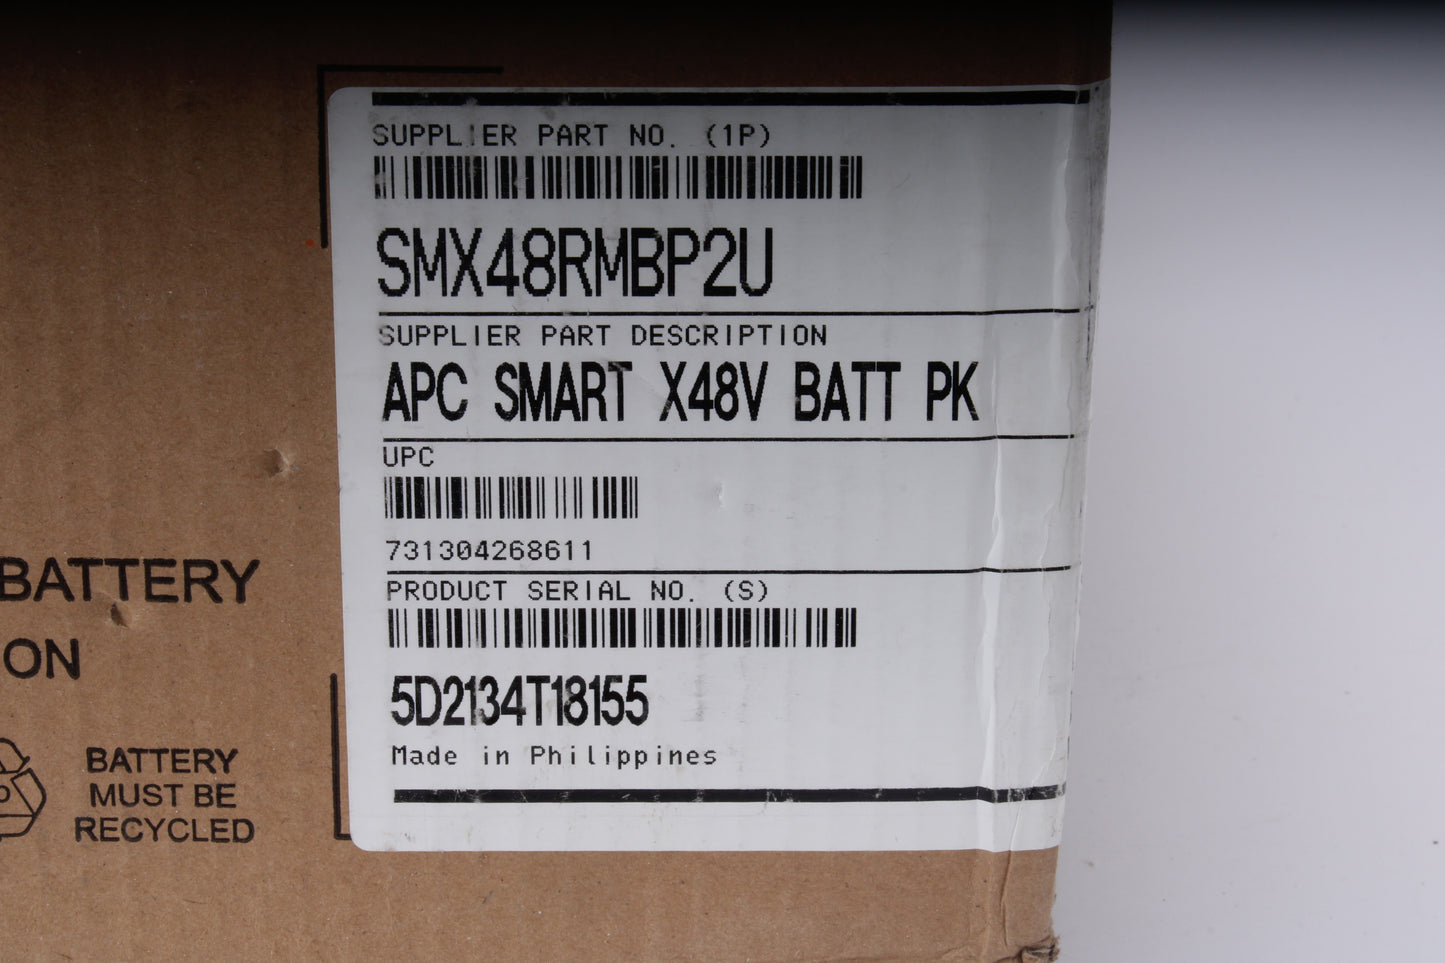 SUPPLIER PART NO. (1P)
SMX48RMBP2U
SUPPLIER PART DESCRIPTION
APC SMART X48V BATT PK
UPC
731304268611
PRODUCT SERIAL NO. (S)
5D2134T18155
Made in Philippines
BATTERY
ON
BATTERY
MUST BE
RECYCLED